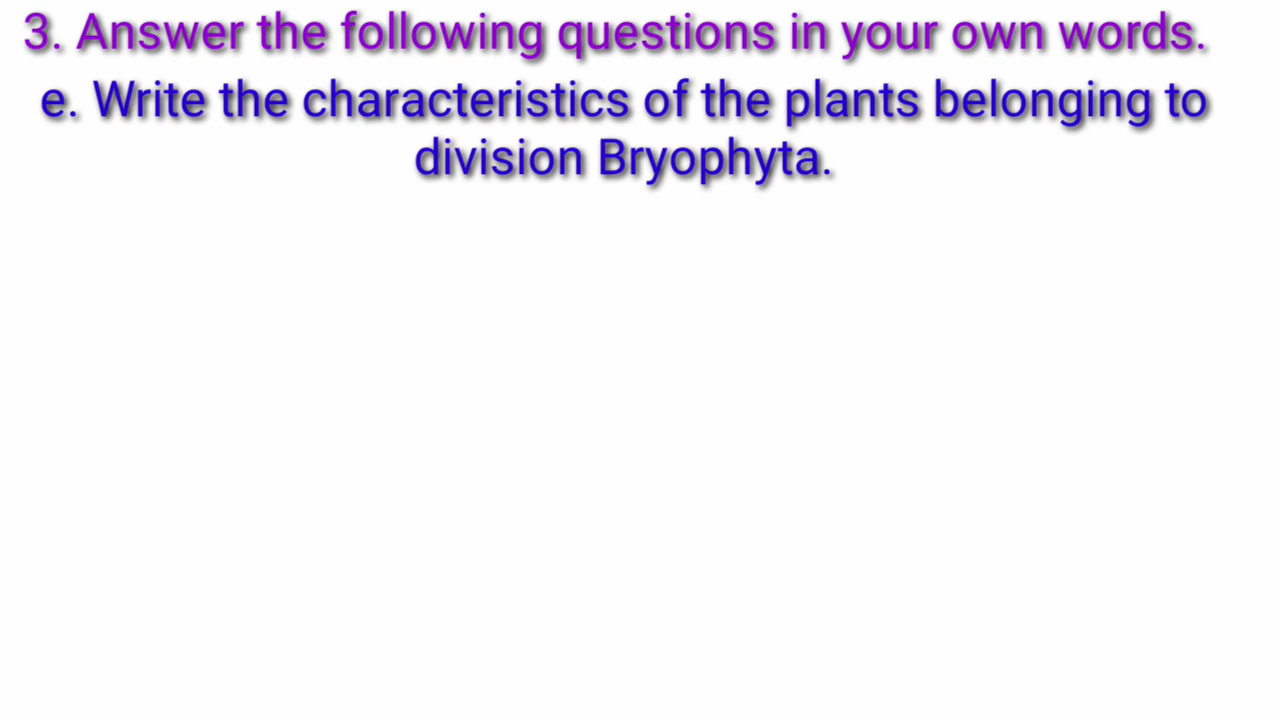 3. Answer the following questions in your own words.
e. Write the characteristics of the plants belonging to
division Bryophyta.